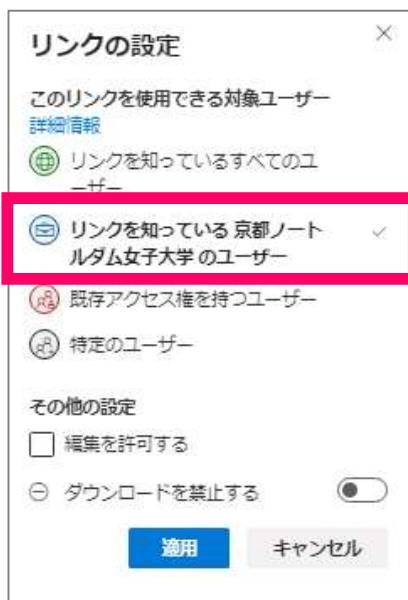 リンクの設定
このリンクを使用できる対象ユーザー
詳細情報
リンクを知っているすべてのユ
ーザー
リンクを知っている 京都ノート
ルダム女子大学 のユーザー
既存アクセス権を持つユーザー
特定のユーザー
その他の設定
編集を許可する
ダウンロードを禁止する
適用 キャンセル